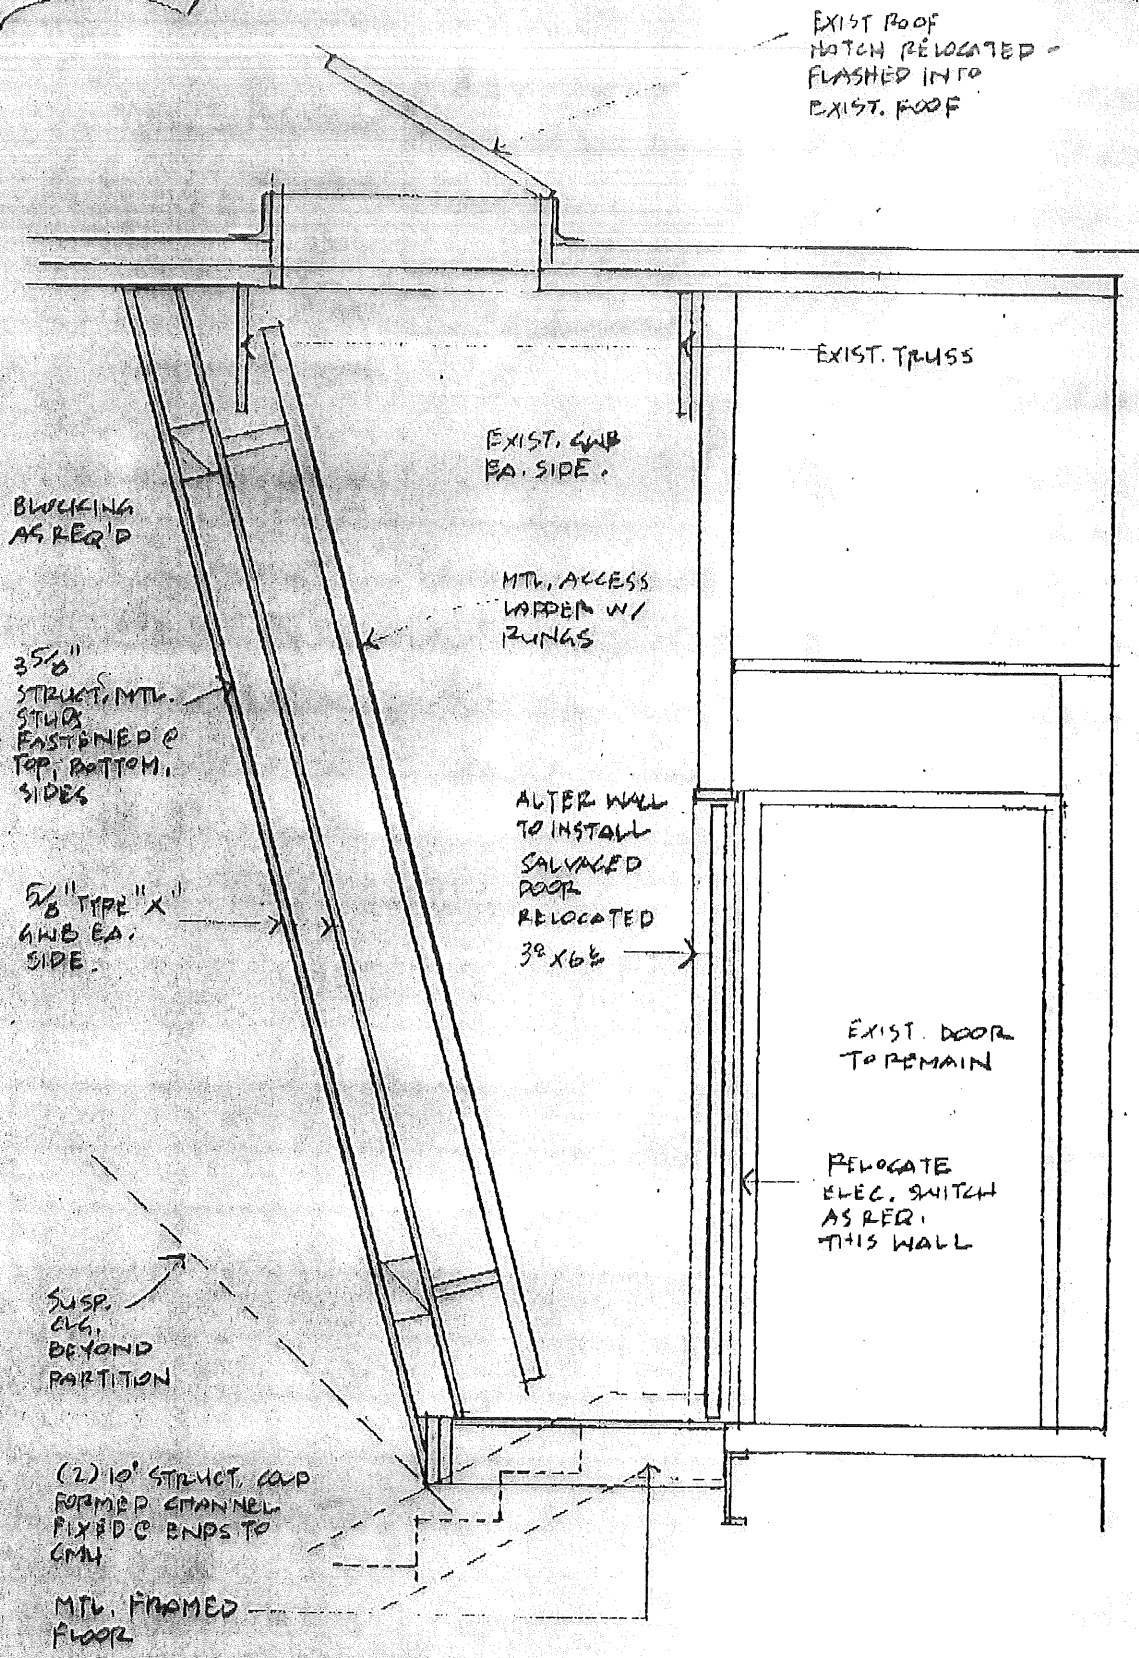 EXIST ROOF
HOTCH RELOCATED -
FLASHED INTO
EXIST. ROOF
EXIST. TRUSS
EXIST. GWB
EA. SIDE.
BLOCKING
AS REQ'D
MTL, ACCESS
LADDER W/
RUNGS
3 5/8"
STRUCT. MTL.
STUDS
FASTENED @
TOP, BOTTOM,
SIDES
ALTER WALL
TO INSTALL
SALVAGED
DOOR
RELOCATED
5/8" TYPE "X"
GWB EA.
SIDE.
EXIST. DOOR
TO REMAIN
RELOCATE
ELEC. SWITCH
AS REQ.
THIS WALL
SUSP.
CLG.
BEYOND
PARTITION
(2) 10" STRUCT. COLD
FORMED CHANNEL
FIXED @ ENDS TO
CMU
MTL. FRAMED
FLOOR